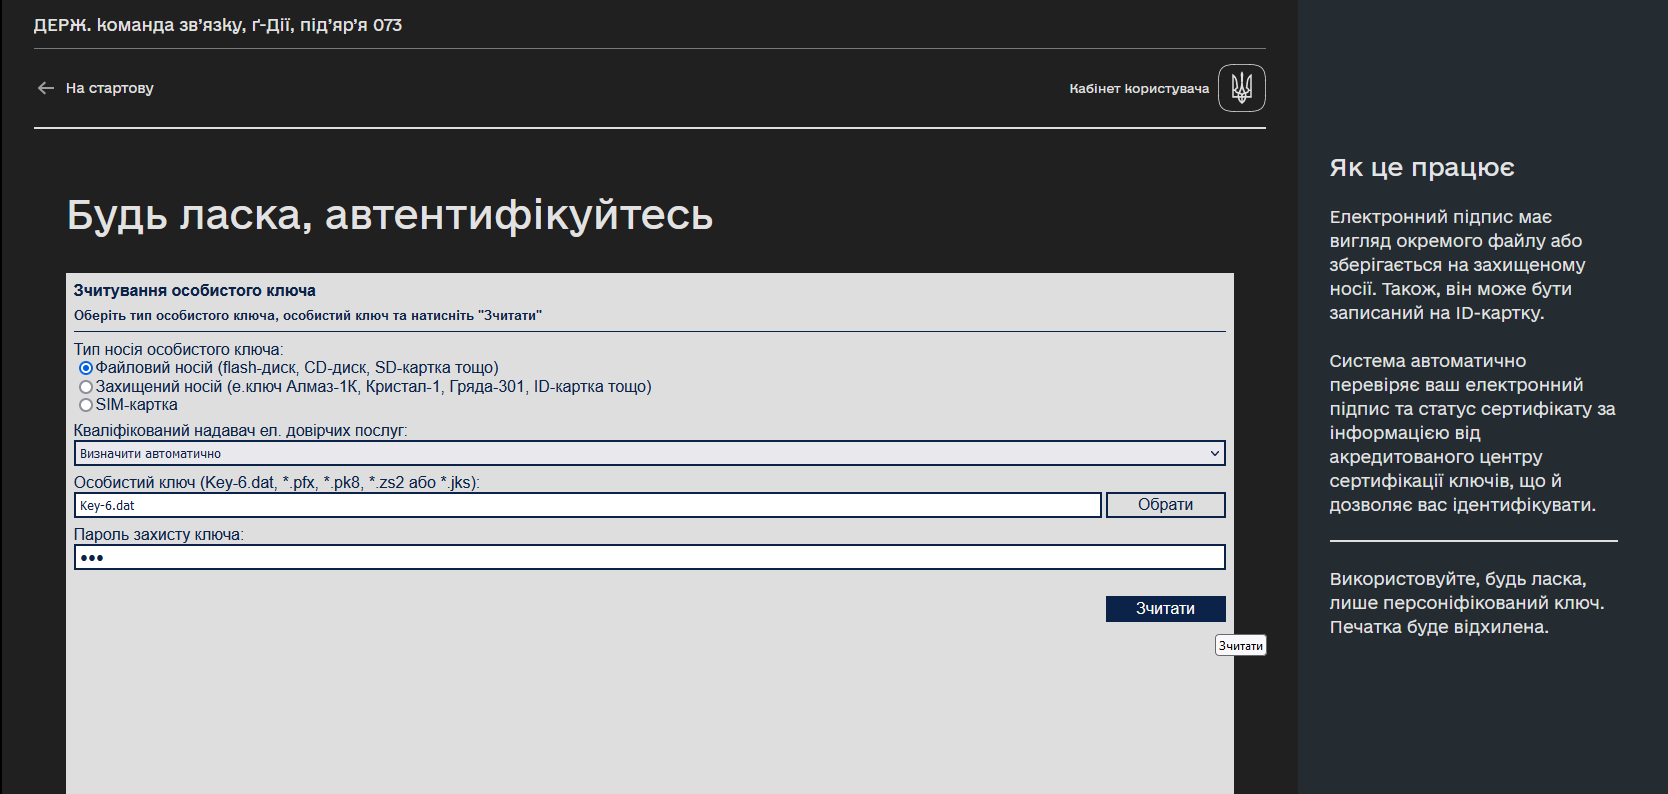 ДЕРЖ. команда зв’язку, ґ-Дії, під’яр’я 073
На стартову
Кабінет користувача
Будь ласка, автентифікуйтесь
Зчитування особистого ключа
Оберіть тип особистого ключа, особистий ключ та натисніть "Зчитати"
Тип носія особистого ключа:
Файловий носій (flash-диск, CD-диск, SD-картка тощо)
Захищений носій (е.ключ Алмаз-1К, Кристал-1, Гряда-301, ID-картка тощо)
SIM-картка
Кваліфікований надавач ел. довірчих послуг:
Визначити автоматично
Особистий ключ (Key-6.dat, *.pfx, *.pk8, *.zs2 або *.jks):
Key-6.dat
Обрати
Пароль захисту ключа:
Зчитати
Зчитати
Як це працює
Електронний підпис має
вигляд окремого файлу або
зберігається на захищеному
носії. Також, він може бути
записаний на ID-картку.
Система автоматично
перевіряє ваш електронний
підпис та статус сертифікату за
інформацією від
акредитованого центру
сертифікації ключів, що й
дозволяє вас ідентифікувати.
Використовуйте, будь ласка,
лише персоніфікований ключ.
Печатка буде відхилена.